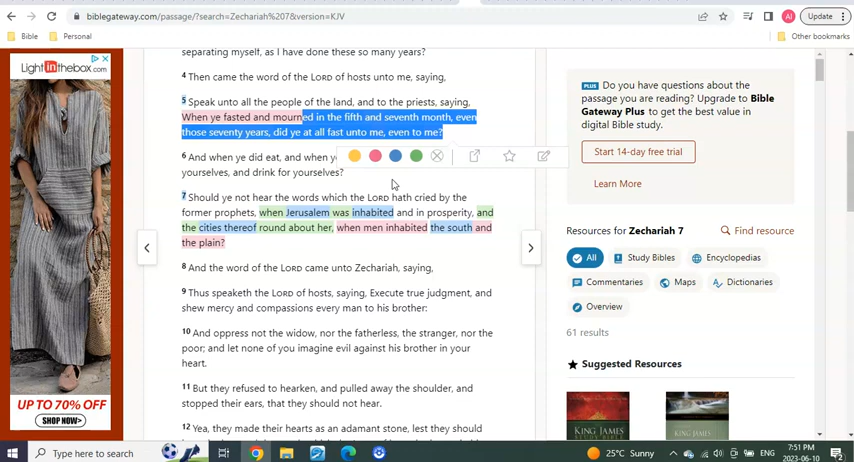 biblegateway.com/passage/?search=Zechariah%207&version=KJV
AI
Update
Bible
Personal
Other bookmarks
LightInTheBox.com
UP TO 70% OFF
SHOP NOW>
separating myself, as I have done these so many years?
4 Then came the word of the LORD of hosts unto me, saying,
5 Speak unto all the people of the land, and to the priests, saying,
When ye fasted and mourned in the fifth and seventh month, even
those seventy years, did ye at all fast unto me, even to me?
6 And when ye did eat, and when y
yourselves, and drink for yourselves?
7 Should ye not hear the words which the LORD hath cried by the
former prophets, when Jerusalem was inhabited and in prosperity, and
the cities thereof round about her, when men inhabited the south and
the plain?
8 And the word of the LORD came unto Zechariah, saying,
9 Thus speaketh the LORD of hosts, saying, Execute true judgment, and
shew mercy and compassions every man to his brother:
10 And oppress not the widow, nor the fatherless, the stranger, nor the
poor; and let none of you imagine evil against his brother in your
heart.
11 But they refused to hearken, and pulled away the shoulder, and
stopped their ears, that they should not hear.
12 Yea, they made their hearts as an adamant stone, lest they should
PLUS Do you have questions about the
passage you are reading? Upgrade to Bible
Gateway Plus to get the best value in
digital Bible study.
Start 14-day free trial
Learn More
Resources for Zechariah 7
Find resource
All
Study Bibles
Encyclopedias
Commentaries
Maps
Dictionaries
Overview
61 results
Suggested Resources
KING JAMES
STUDY BIBLE
KING JAMES
Type here to search
25°C Sunny
ENG
7:51 PM
2023-06-10
2